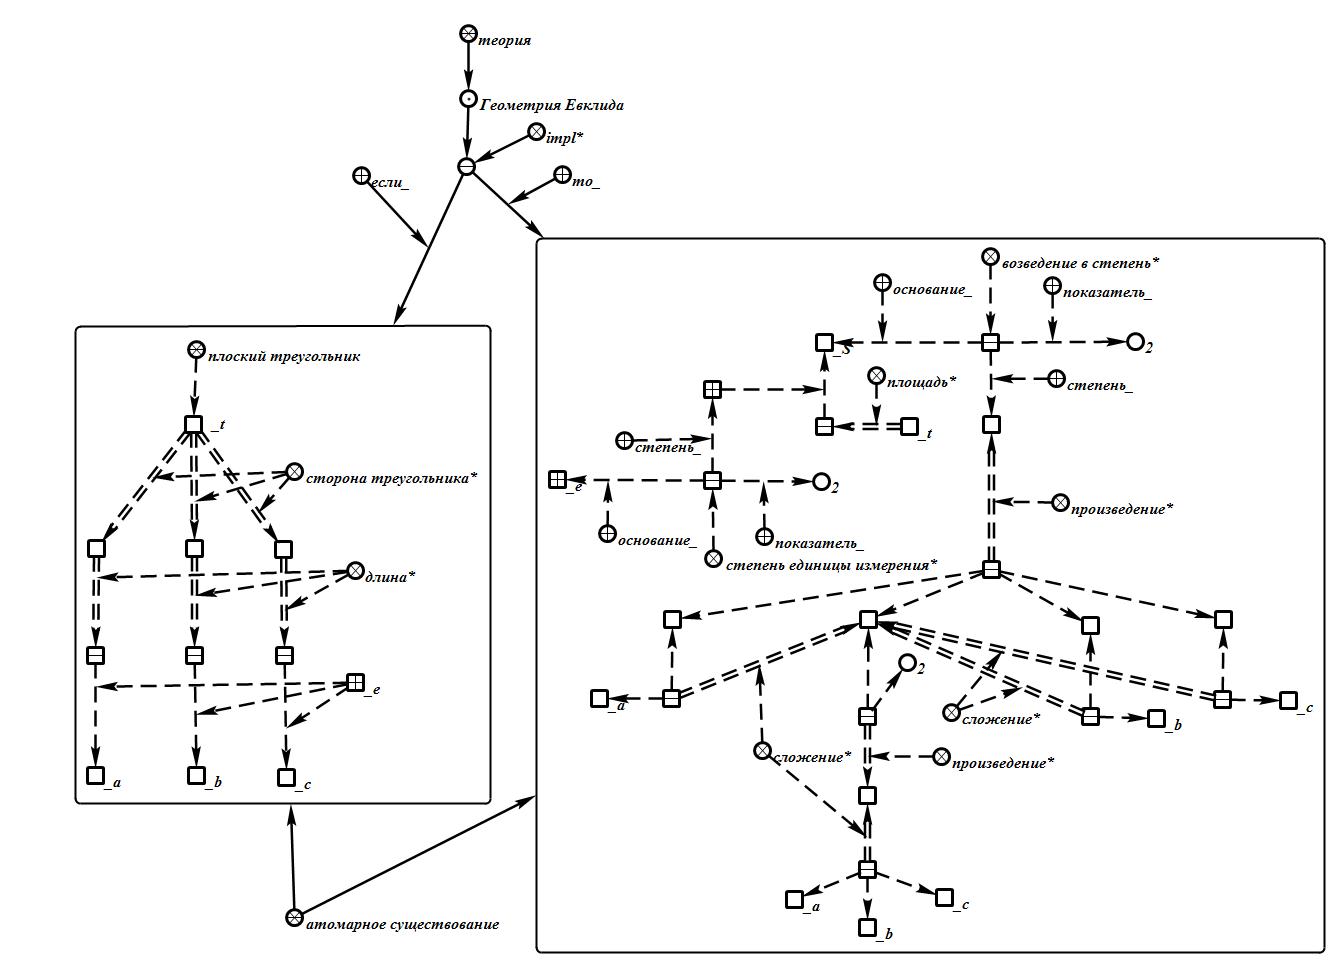 теория
Геометрия Евклида
impl*
если_
то_
плоский треугольник
_t
сторона треугольника*
длина*
_e
_a
_b
_c
атомарное существование
возведение в степень*
основание_
показатель_
_S
2
площадь*
степень_
_t
степень_
_e
2
основание_
показатель_
степень единицы измерения*
произведение*
2
_a
сложение*
_b
_c
сложение*
произведение*
_a
_c
_b